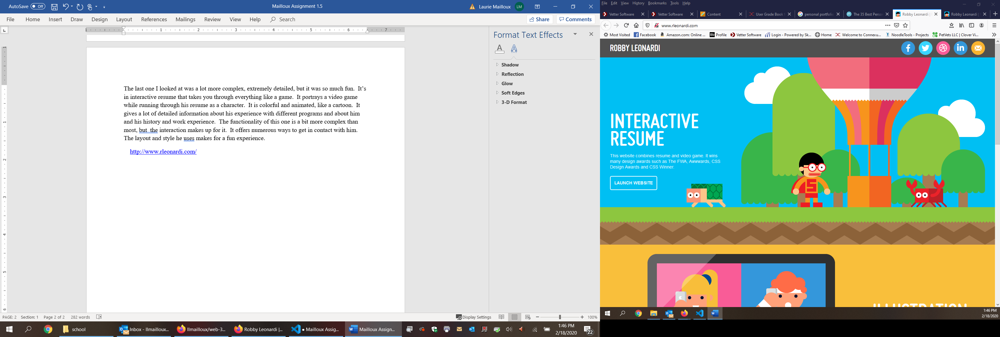 AutoSave Off
Mailloux Assignment 1.5
Laurie Mailloux LM
File Home Insert Draw Design Layout References Mailings Review View Help Search
Share Comments
1 1 2 3 4 5 6 7
The last one I looked at was a lot more complex, extremely detailed, but it was so much fun. It’s
in interactive resume that takes you through everything like a game. It portrays a video game
while running through his resume as a character. It is colorful and animated, like a cartoon. It
gives a lot of detailed information about his experience with different programs and about him
and his history and work experience. The functionality of this one is a bit more complex than
most, but the interaction makes up for it. It offers numerous ways to get in contact with him.
The layout and style he uses makes for a fun experience.
http://www.rleonardi.com/
Format Text Effects
Shadow
Reflection
Glow
Soft Edges
3-D Format
PAGE: 2 Section: 1 Page 2 of 2 282 words
Display Settings
100%
school
Inbox - llmailloux...
llmailloux/web-3...
Robby Leonardi |...
● Mailloux Assig...
Mailloux Assign...
1:46 PM
2/18/2020
22
File Edit View History Bookmarks Tools Help
Vetter Software
Vetter Software
Content
User Grade Book
personal portfolio
The 35 Best Person
Robby Leonardi |
Robby Leonardi |
www.rleonardi.com
Most Visited Facebook Amazon.com: Online ... Profile Vetter Software Login - Powered by Sk... Home Welcome to Connexu... NoodleTools - Projects PetVets LLC | Clover Vi...
ROBBY LEONARDI
INTERACTIVE
RESUME
This website combines resume and video game. It wins
many design awards such as The FWA, Awwwards, CSS
Design Awards and CSS Winner.
LAUNCH WEBSITE
ILLUSTRATION
1:46 PM
2/18/2020